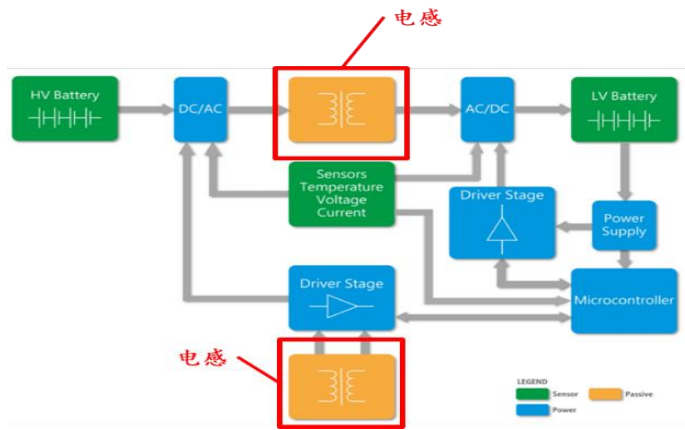 电感
HV Battery
DC/AC
AC/DC
LV Battery
Sensors
Temperature
Voltage
Current
Driver Stage
Power
Supply
Driver Stage
Microcontroller
电感
LEGEND
Sensor
Passive
Power